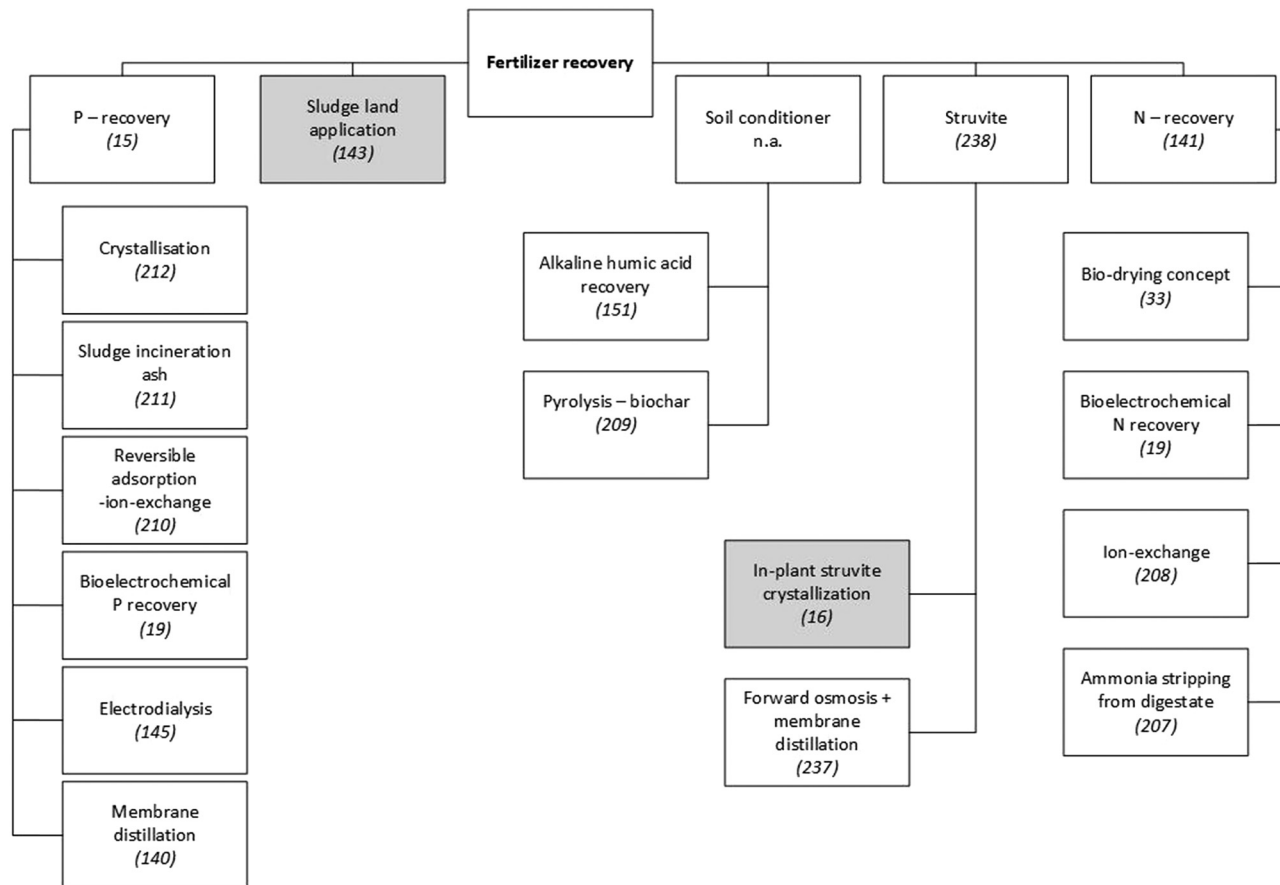 Fertilizer recovery
P – recovery
(15)
Sludge land
application
(143)
Soil conditioner
n.a.
Struvite
(238)
N – recovery
(141)
Crystallisation
(212)
Sludge incineration
ash
(211)
Reversible
adsorption
-ion-exchange
(210)
Bioelectrochemical
P recovery
(19)
Electrodialysis
(145)
Membrane
distillation
(140)
Alkaline humic acid
recovery
(151)
Pyrolysis – biochar
(209)
In-plant struvite
crystallization
(16)
Forward osmosis +
membrane
distillation
(237)
Bio-drying concept
(33)
Bioelectrochemical
N recovery
(19)
Ion-exchange
(208)
Ammonia stripping
from digestate
(207)